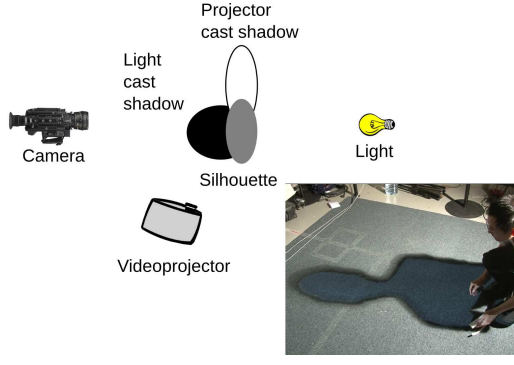 Projector
cast shadow
Light
cast
shadow
Camera
Light
Silhouette
Videoprojector